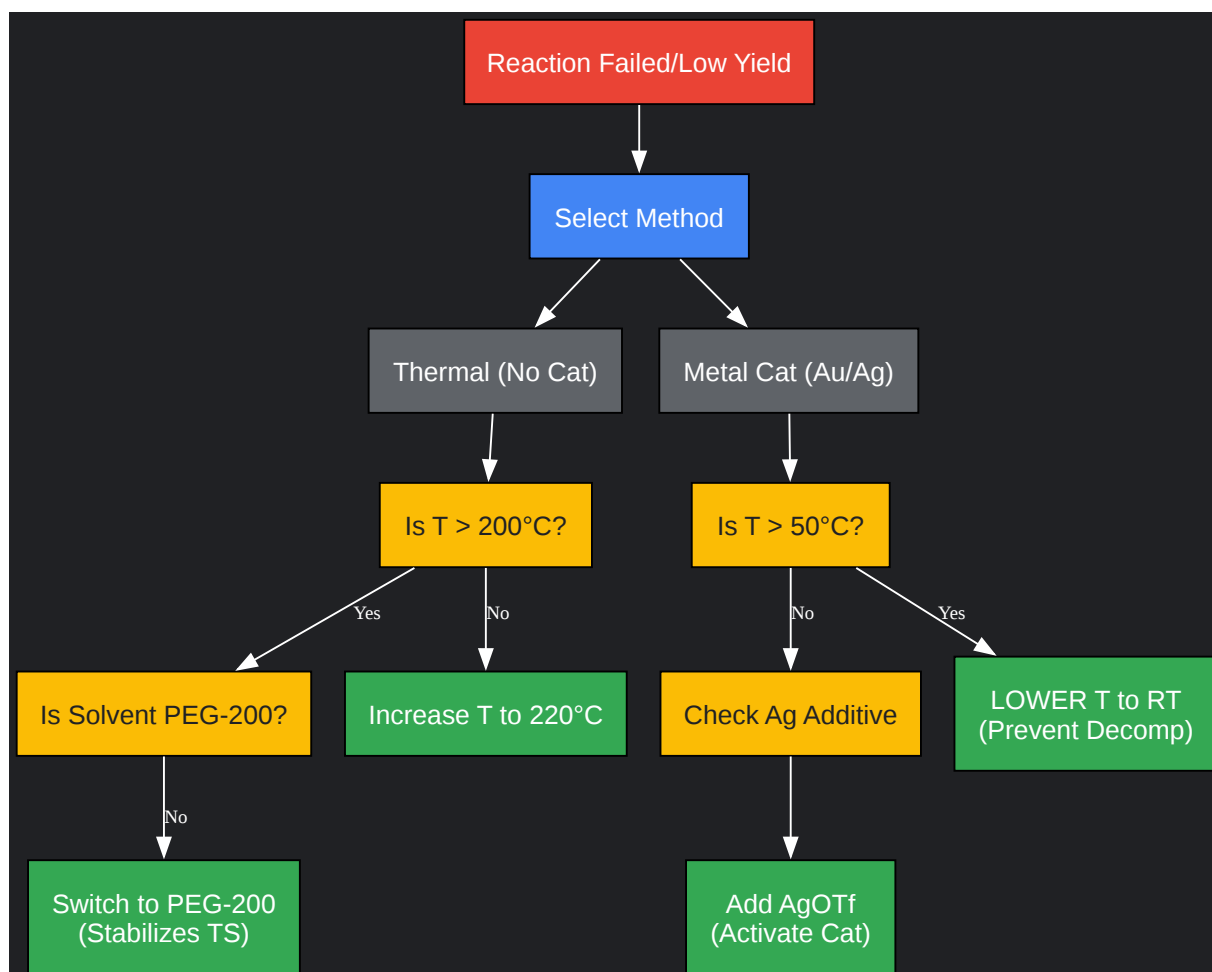 Reaction Failed/Low Yield
Select Method
Thermal (No Cat)
Metal Cat (Au/Ag)
Is T > 200°C?
Is T > 50°C?
Yes
No
No
Yes
Is Solvent PEG-200?
Increase T to 220°C
Check Ag Additive
LOWER T to RT
(Prevent Decomp)
No
Switch to PEG-200
(Stabilizes TS)
Add AgOTf
(Activate Cat)